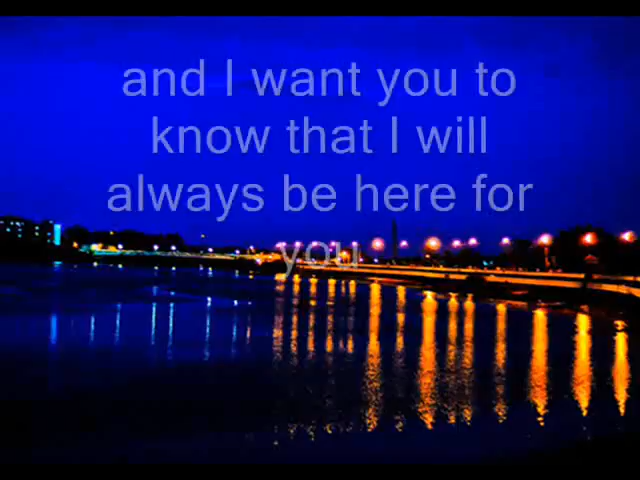 and I want you to
know that I will
always be here for
you